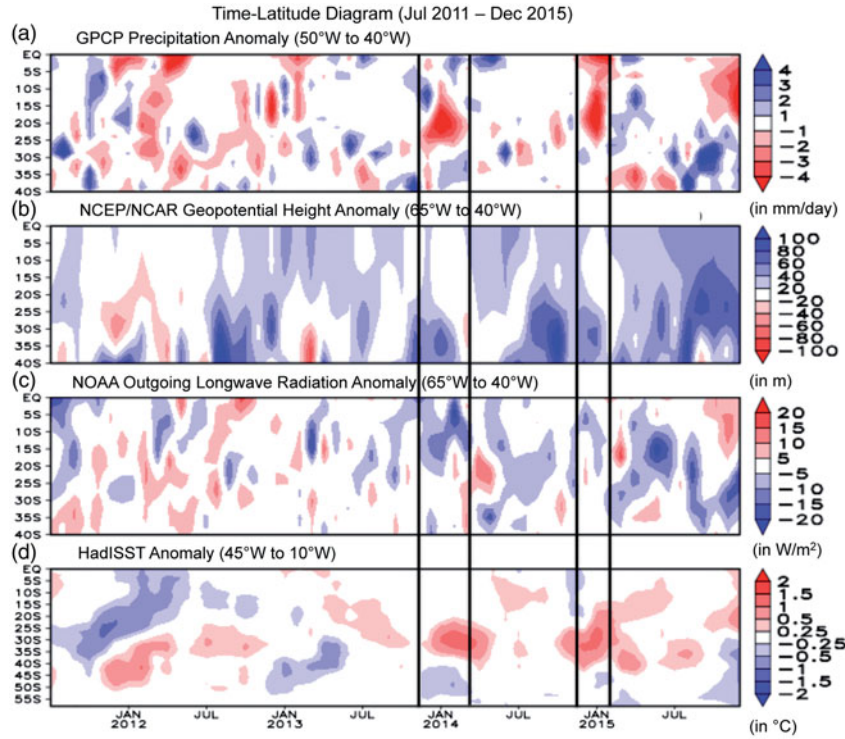 Time-Latitude Diagram (Jul 2011 – Dec 2015)
(a)
GPCP Precipitation Anomaly (50°W to 40°W)
EQ
5S
10S
15S
20S
25S
30S
35S
40S
4
3
2
1
-1
-2
-3
-4
(in mm/day)
(b)
NCEP/NCAR Geopotential Height Anomaly (65°W to 40°W)
EQ
5S
10S
15S
20S
25S
30S
35S
40S
100
80
60
40
20
-20
-40
-60
-80
-100
(in m)
(c)
NOAA Outgoing Longwave Radiation Anomaly (65°W to 40°W)
EQ
5S
10S
15S
20S
25S
30S
35S
40S
20
15
10
5
-5
-10
-15
-20
(in W/m²)
(d)
HadISST Anomaly (45°W to 10°W)
EQ
5S
10S
15S
20S
25S
30S
35S
40S
45S
50S
55S
2
1.5
1
0.5
0.25
-0.25
-0.5
-1
-1.5
-2
(in °C)
JAN JUL JAN JUL JAN JUL JAN JUL
2012 2013 2014 2015